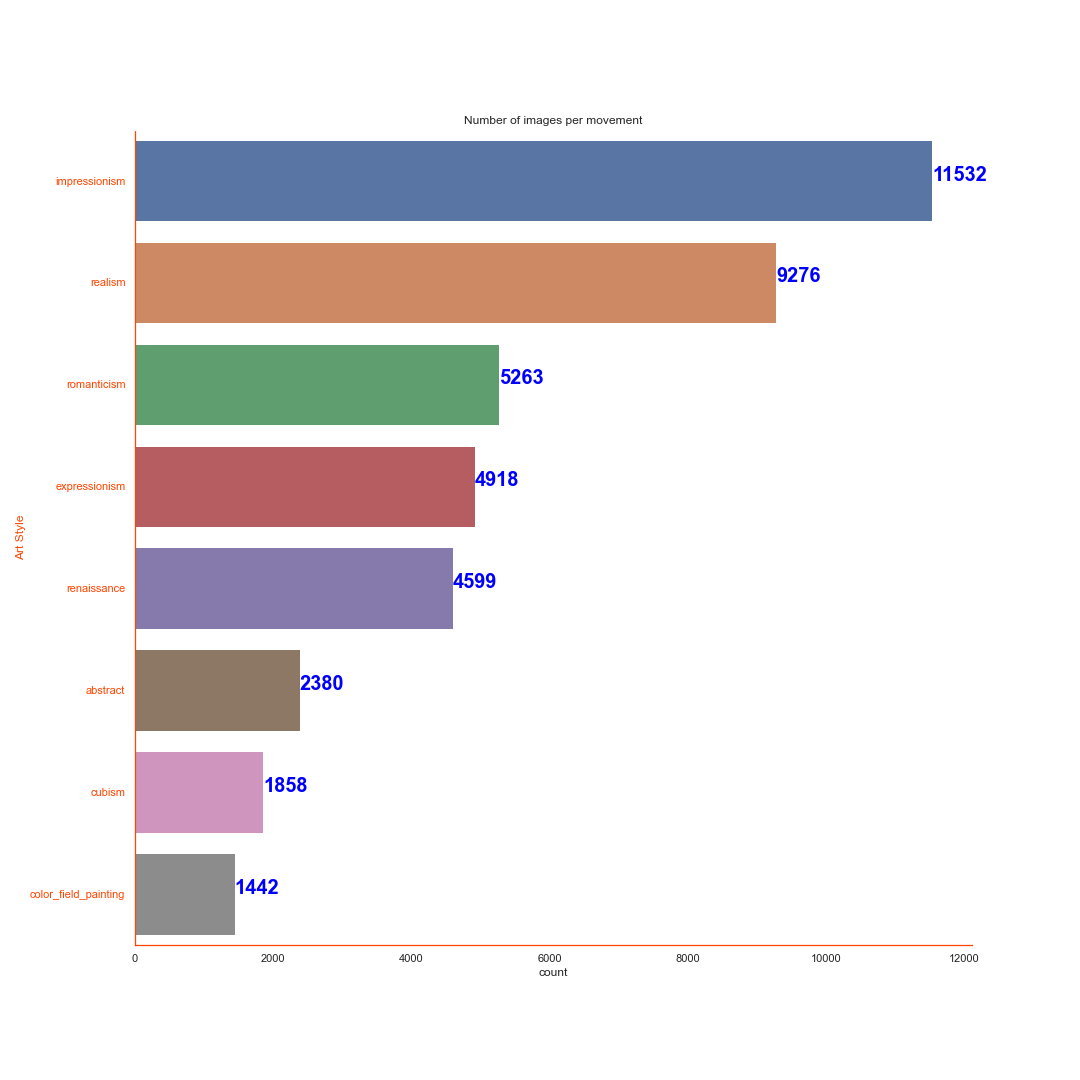 Number of images per movement
impressionism 11532
realism 9276
romanticism 5263
expressionism 4918
Art Style
renaissance 4599
abstract 2380
cubism 1858
color_field_painting 1442
0 2000 4000 6000 8000 10000 12000
count